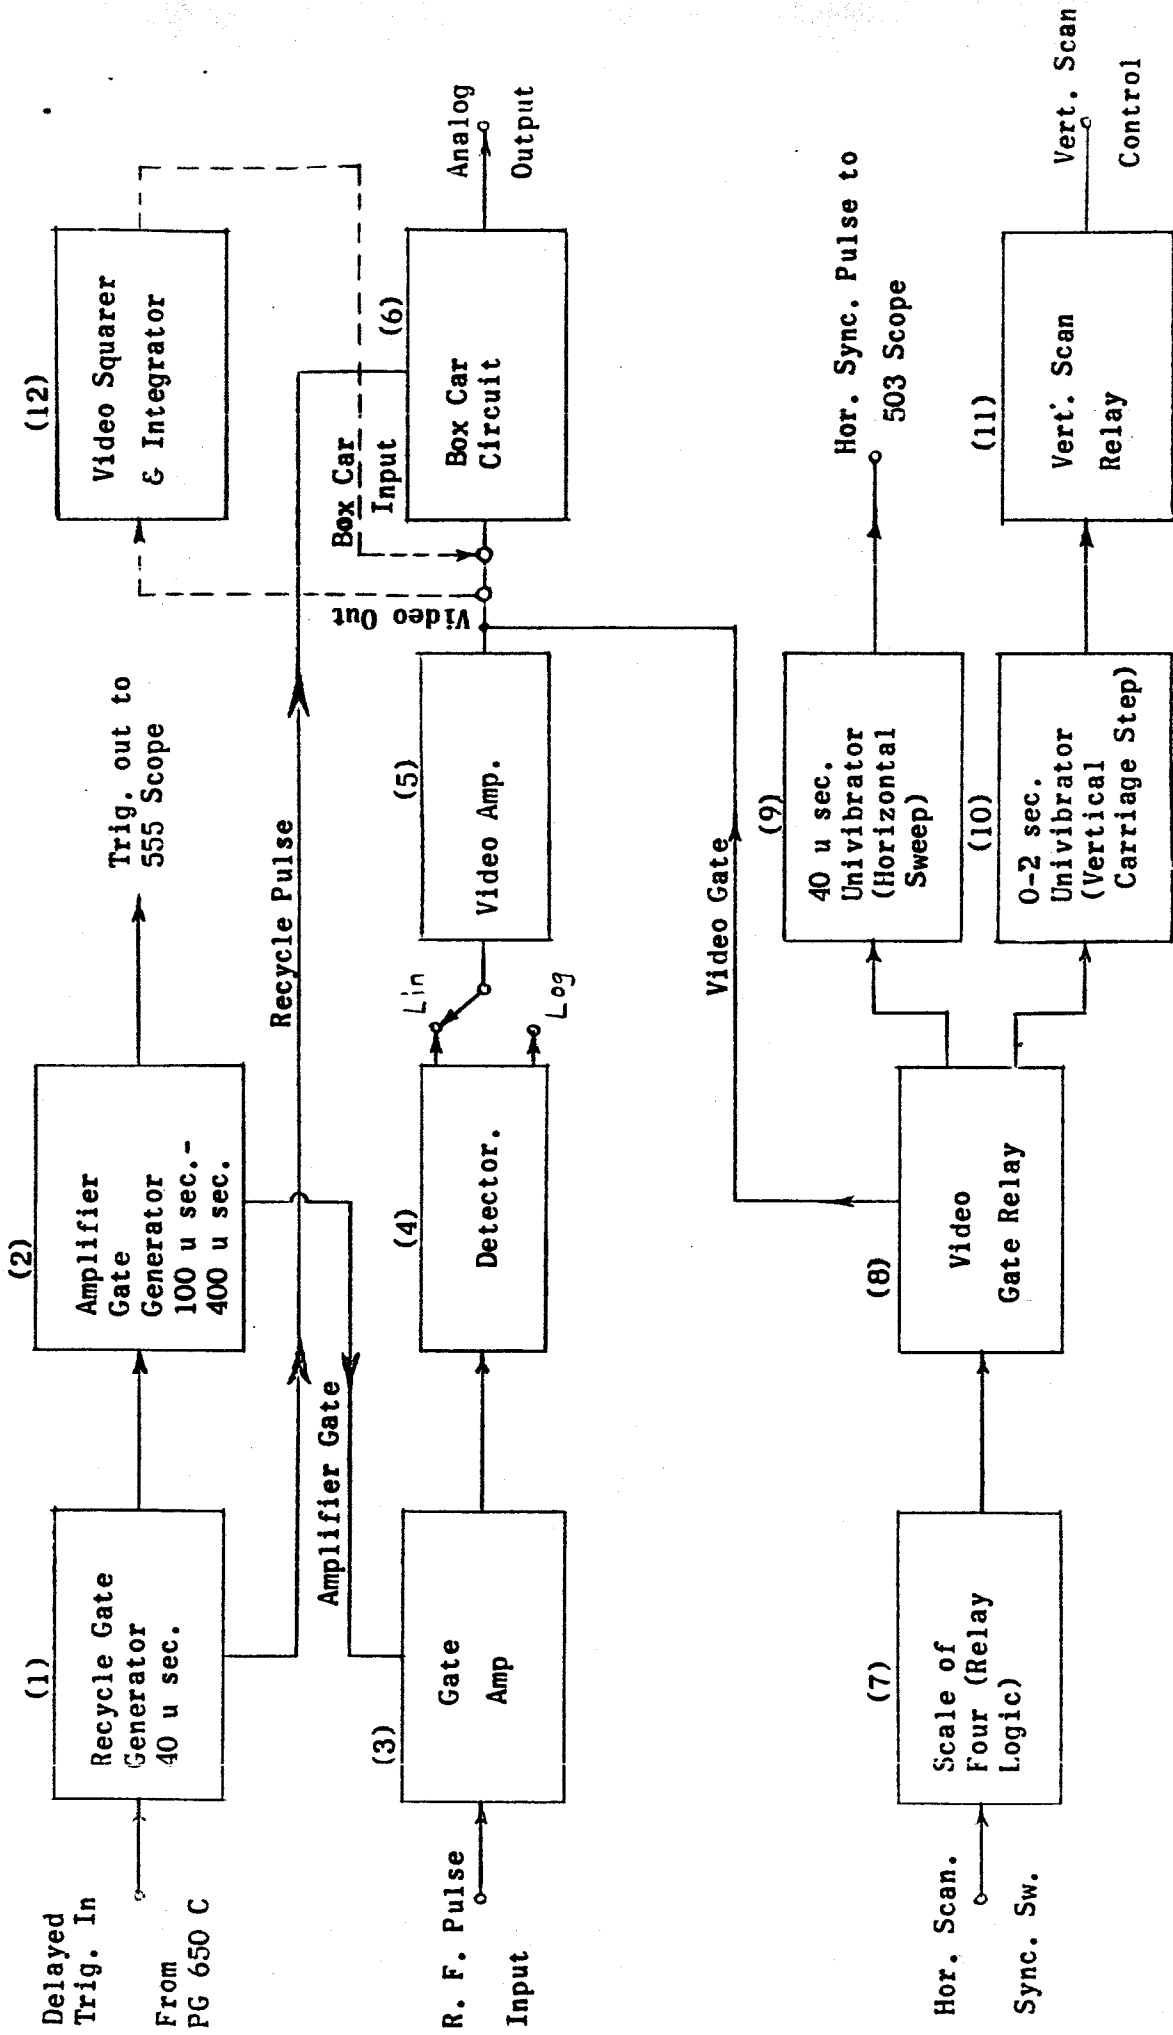 Delayed
Trig. In
From
PG 650 C
(1)
Recycle Gate
Generator
40 u sec.
(2)
Amplifier
Gate
Generator
100 u sec.-
400 u sec.
Trig. out to
555 Scope
(12)
Video Squarer
& Integrator
Recycle Pulse
Amplifier Gate
Box Car
Input
R. F. Pulse
Input
(3)
Gate
Amp
(4)
Detector.
Lin
Log
(5)
Video Amp.
Video Out
(6)
Box Car
Circuit
Analog
Output
Video Gate
Hor. Scan.
Sync. Sw.
(7)
Scale of
Four (Relay
Logic)
(8)
Video
Gate Relay
(9)
40 u sec.
Univibrator
(Horizontal
Sweep)
Hor. Sync. Pulse to
503 Scope
(10)
0-2 sec.
Univibrator
(Vertical
Carriage Step)
(11)
Vert. Scan
Relay
Vert. Scan
Control